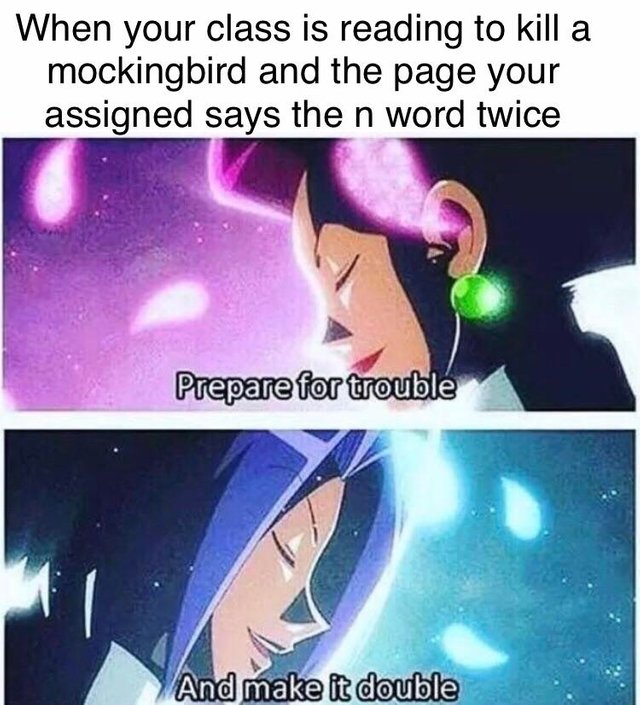 When your class is reading to kill a
mockingbird and the page your
assigned says the n word twice
Prepare for trouble
And make it double